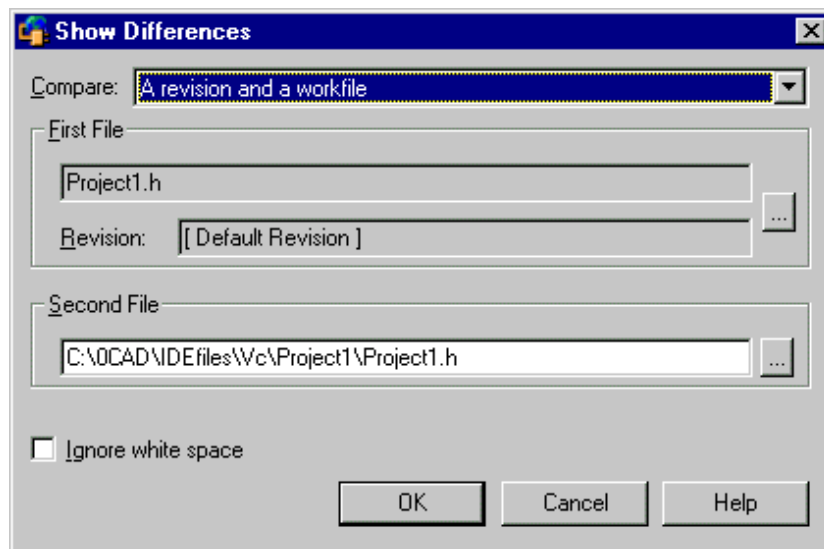 Show Differences
Compare: A revision and a workfile
First File
Project1.h
...
Revision: [ Default Revision ]
Second File
C:\0CAD\IDEfiles\Vc\Project1\Project1.h ...
Ignore white space
OK Cancel Help